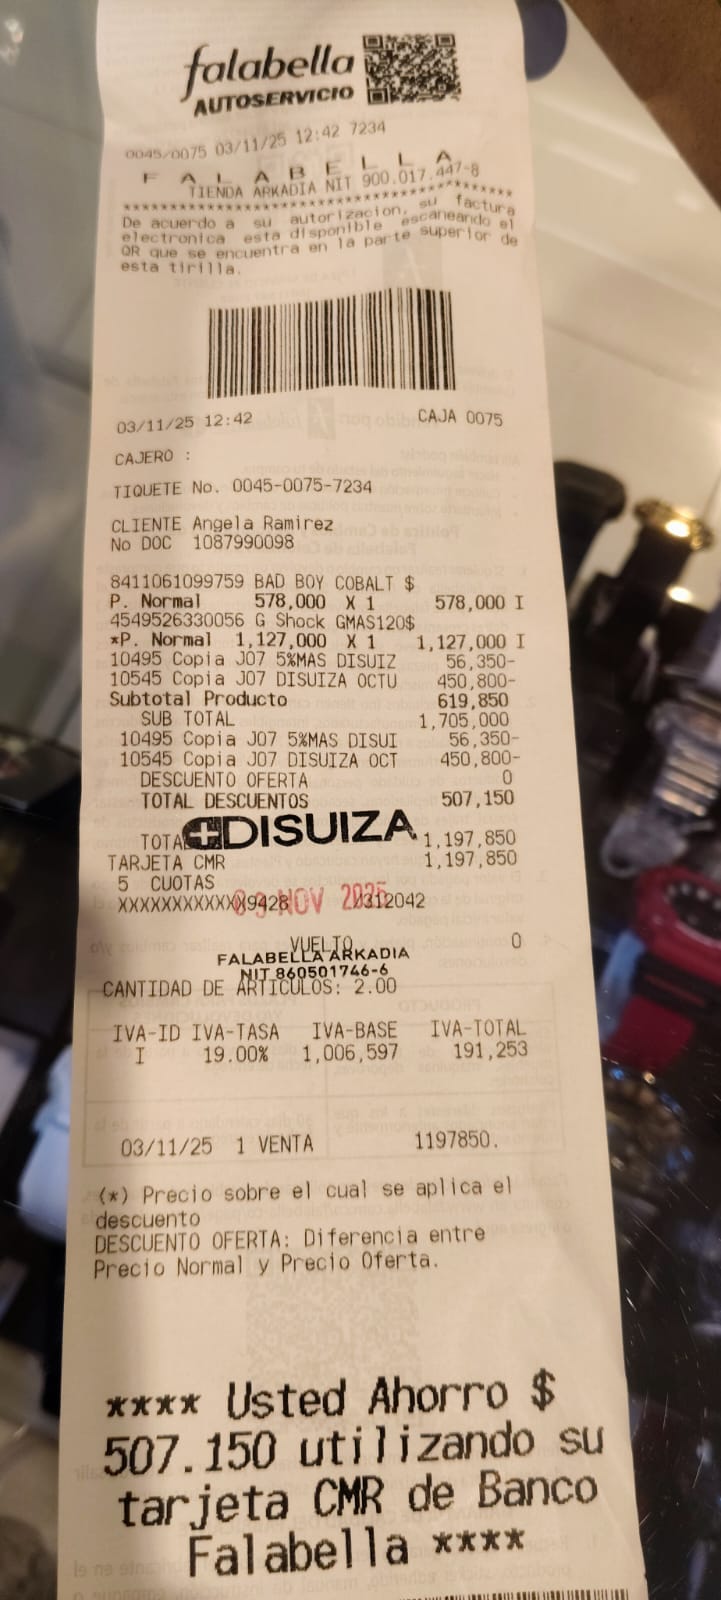 falabella
AUTOSERVICIO
0045/0075 03/11/25 12:42 7234
F A L A B E L L A
TIENDA ARKADIA NIT 900.017.447-8
****************************************
De acuerdo a su autorizacion, su factura
electronica esta disponible escaneando el
QR que se encuentra en la parte superior de
esta tirilla.
03/11/25 12:42 CAJA 0075
CAJERO :
TIQUETE No. 0045-0075-7234
CLIENTE Angela Ramirez
No DOC 1087990098
8411061099759 BAD BOY COBALT $
P. Normal 578,000 X 1 578,000 I
4549526330056 G Shock GMAS120$
*P. Normal 1,127,000 X 1 1,127,000 I
10495 Copia J07 5%MAS DISUIZ 56,350-
10545 Copia J07 DISUIZA OCTU 450,800-
Subtotal Producto 619,850
SUB TOTAL 1,705,000
10495 Copia J07 5%MAS DISUI 56,350-
10545 Copia J07 DISUIZA OCT 450,800-
DESCUENTO OFERTA 0
TOTAL DESCUENTOS 507,150
TOTA 1,197,850
DISUIZA
TARJETA CMR 1,197,850
5 CUOTAS
XXXXXXXXXXXX9428 /312042
NOV 2025
VUELTO 0
FALABELLA ARKADIA
NIT 860501746-6
CANTIDAD DE ARTICULOS: 2.00
IVA-ID IVA-TASA IVA-BASE IVA-TOTAL
I 19.00% 1,006,597 191,253
03/11/25 1 VENTA 1197850.
(*) Precio sobre el cual se aplica el
descuento
DESCUENTO OFERTA: Diferencia entre
Precio Normal y Precio Oferta.
**** Usted Ahorro $
507.150 utilizando su
tarjeta CMR de Banco
Falabella ****